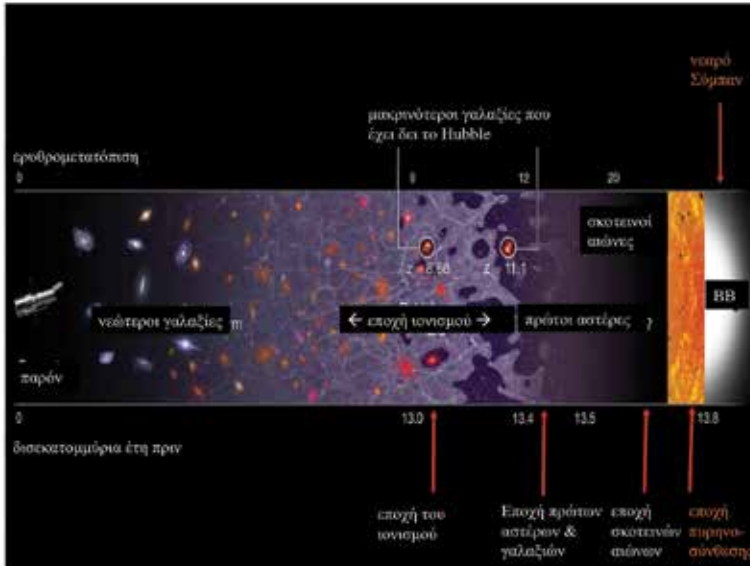 νεαρό
Σύμπαν
μακρινότεροι γαλαξίες που
έχει δει το Hubble
ερυθρομετατόπιση
0 9 12 20
σκοτεινοί
αιώνες
z 8.68 z 11.1
BB
νεώτεροι γαλαξίες m
← εποχή ιονισμού →
πρώτοι αστέρες ?
παρόν
0 13.0 13.4 13.5 13.8
δισεκατομμύρια έτη πριν
εποχή του
ιονισμού
Εποχή πρώτων
αστέρων &
γαλαξιών
εποχή
σκοτεινών
αιώνων
εποχή
πυρηνο-
σύνθεσης